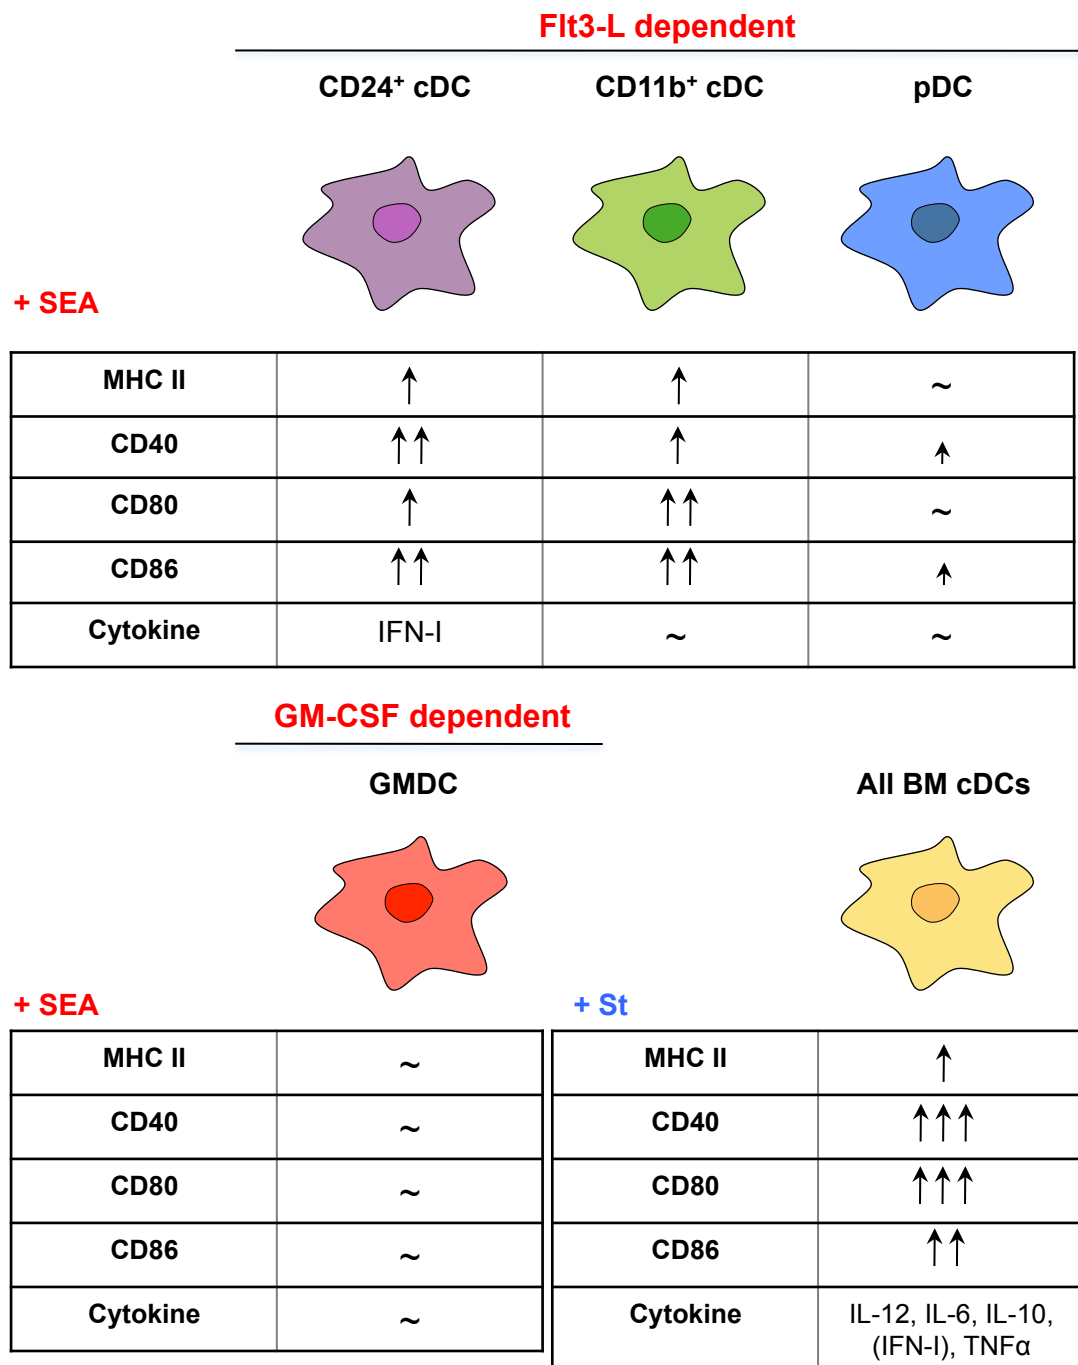 Flt3-L dependent
CD24⁺ cDC CD11b⁺ cDC pDC
+ SEA
MHC II ↑ ↑ ~
CD40 ↑↑ ↑ ↑
CD80 ↑ ↑↑ ~
CD86 ↑↑ ↑↑ ↑
Cytokine IFN-I ~ ~
GM-CSF dependent
GMDC All BM cDCs
+ SEA + St
MHC II ~ MHC II ↑
CD40 ~ CD40 ↑↑↑
CD80 ~ CD80 ↑↑↑
CD86 ~ CD86 ↑↑
Cytokine ~ Cytokine IL-12, IL-6, IL-10,
(IFN-I), TNFα